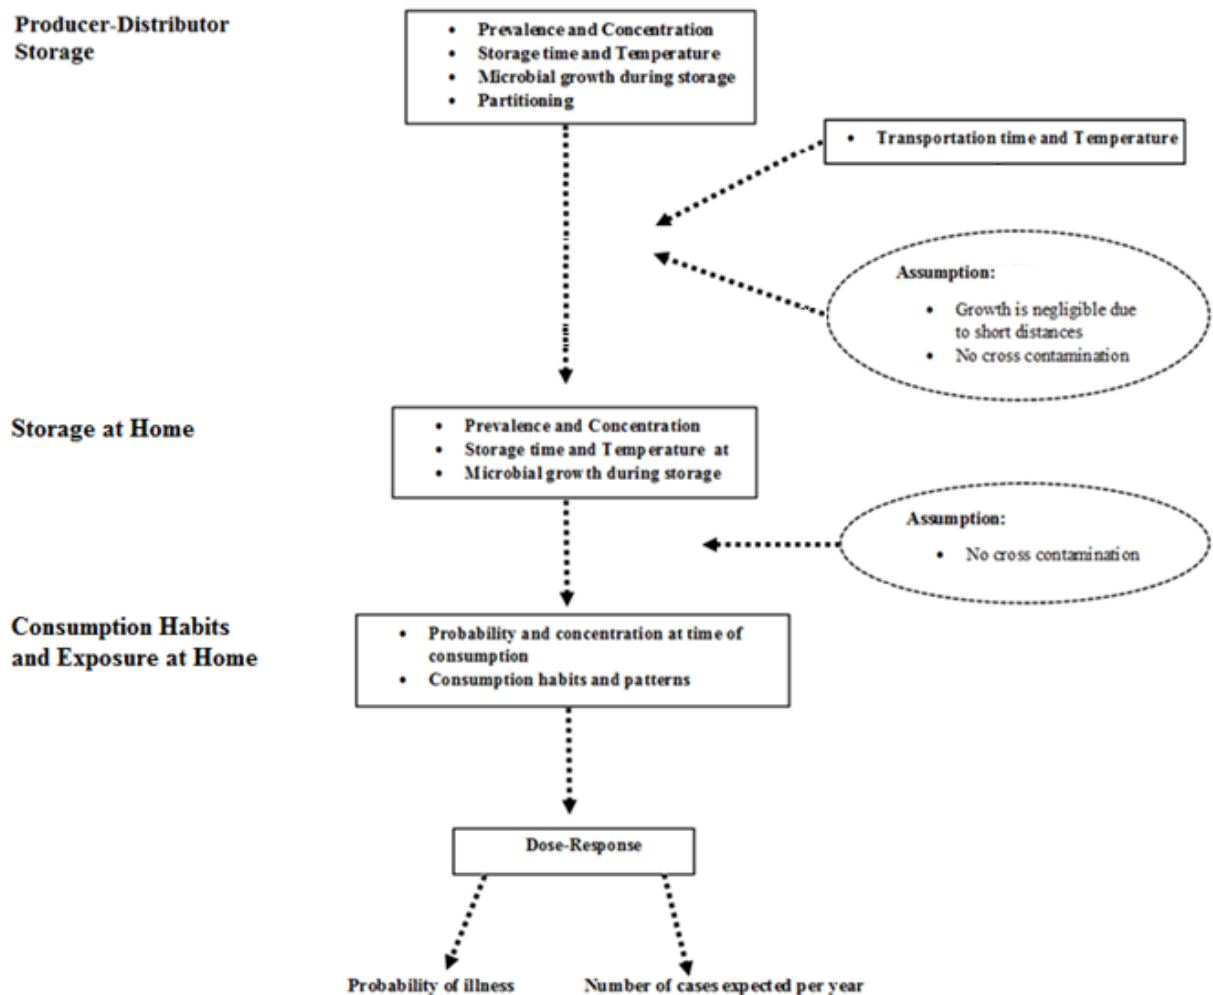 Producer-Distributor
Storage
• Prevalence and Concentration
• Storage time and Temperature
• Microbial growth during storage
• Partitioning
• Transportation time and Temperature
Assumption:
• Growth is negligible due
to short distances
• No cross contamination
Storage at Home
• Prevalence and Concentration
• Storage time and Temperature at
• Microbial growth during storage
Assumption:
• No cross contamination
Consumption Habits
and Exposure at Home
• Probability and concentration at time of
consumption
• Consumption habits and patterns
Dose-Response
Probability of illness
Number of cases expected per year